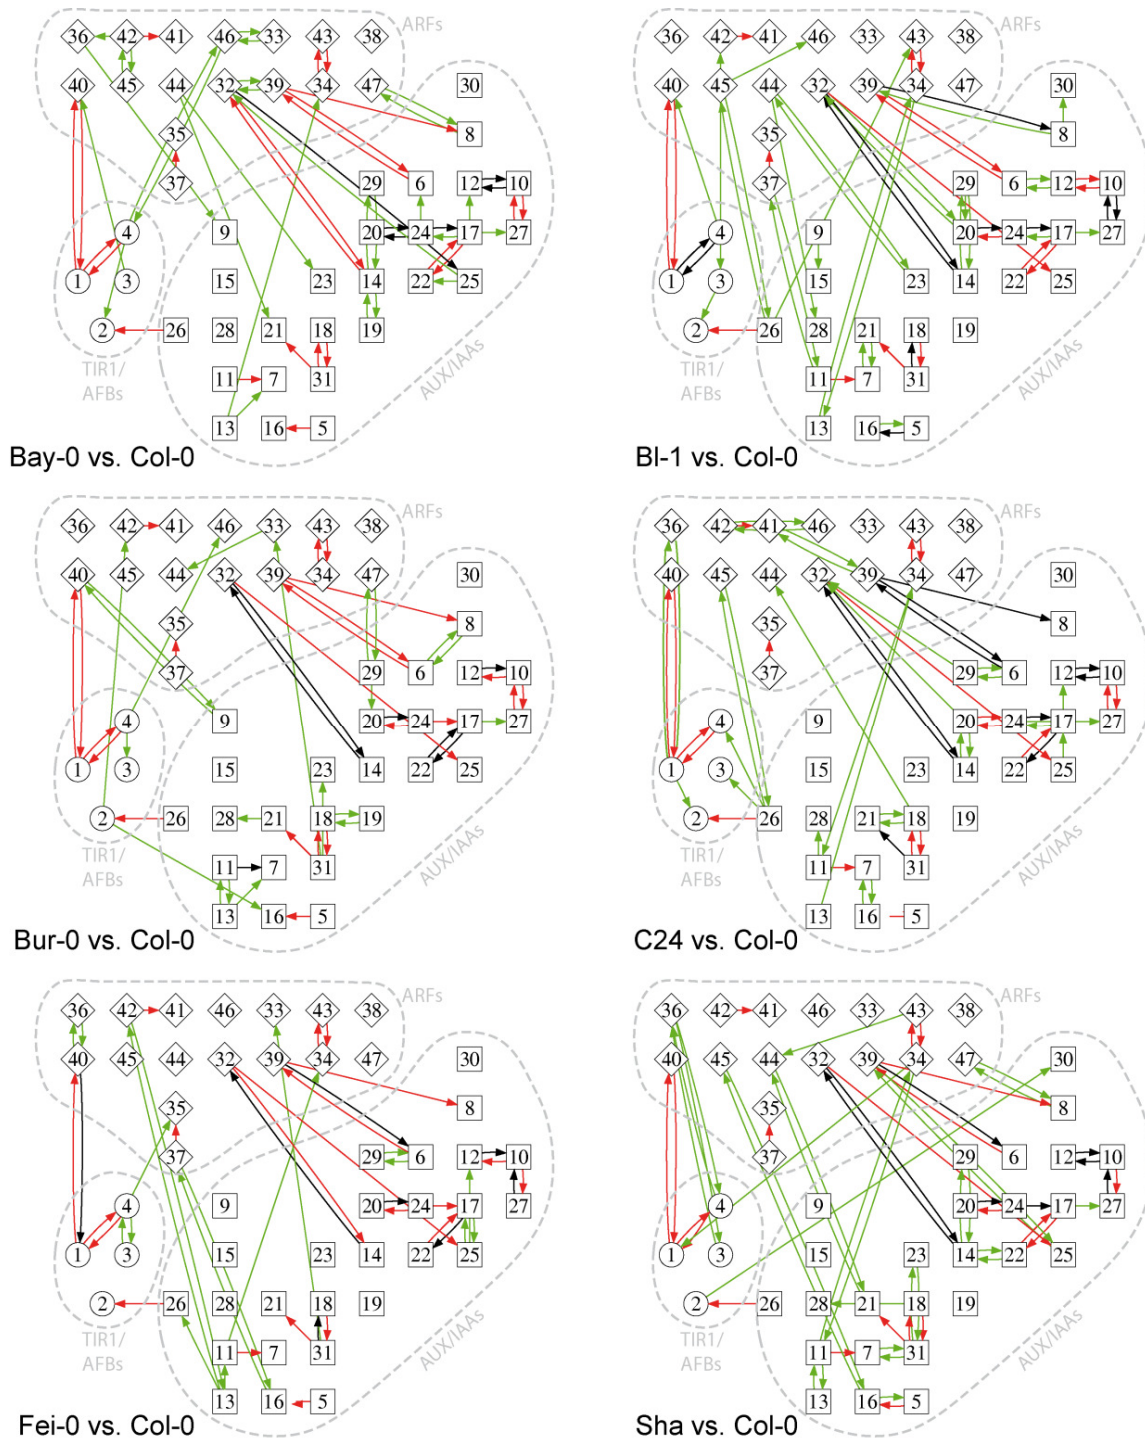 36 42 41 46 33 43 38 ARFs
40 45 44 32 39 34 47 30
35 8
37 29 6 12 10
4 9 20 24 17 27
1 3 15 23 14 22 25
2 26 28 21 18 19
TIR1/
AFBs
11 7 31 AUX/IAAs
13 16 5
Bay-0 vs. Col-0
36 42 41 46 33 43 38 ARFs
40 45 44 32 39 34 47 30
35 8
37 29 6 12 10
4 9 20 24 17 27
1 3 15 23 14 22 25
2 26 28 21 18 19
TIR1/
AFBs
11 7 31 AUX/IAAs
13 16 5
Bl-1 vs. Col-0
36 42 41 46 33 43 38 ARFs
40 45 44 32 39 34 47 30
35 8
37 29 6 12 10
4 9 20 24 17 27
1 3 15 23 14 22 25
2 26 28 21 18 19
TIR1/
AFBs
11 7 31 AUX/IAAs
13 16 5
Bur-0 vs. Col-0
36 42 41 46 33 43 38 ARFs
40 45 44 32 39 34 47 30
35 8
37 29 6 12 10
4 9 20 24 17 27
1 3 15 23 14 22 25
2 26 28 21 18 19
TIR1/
AFBs
11 7 31 AUX/IAAs
13 16 5
C24 vs. Col-0
36 42 41 46 33 43 38 ARFs
40 45 44 32 39 34 47 30
35 8
37 29 6 12 10
4 9 20 24 17 27
1 3 15 23 14 22 25
2 26 28 21 18 19
TIR1/
AFBs
11 7 31 AUX/IAAs
13 16 5
Fei-0 vs. Col-0
36 42 41 46 33 43 38 ARFs
40 45 44 32 39 34 47 30
35 8
37 29 6 12 10
4 9 20 24 17 27
1 3 15 23 14 22 25
2 26 28 21 18 19
TIR1/
AFBs
11 7 31 AUX/IAAs
13 16 5
Sha vs. Col-0